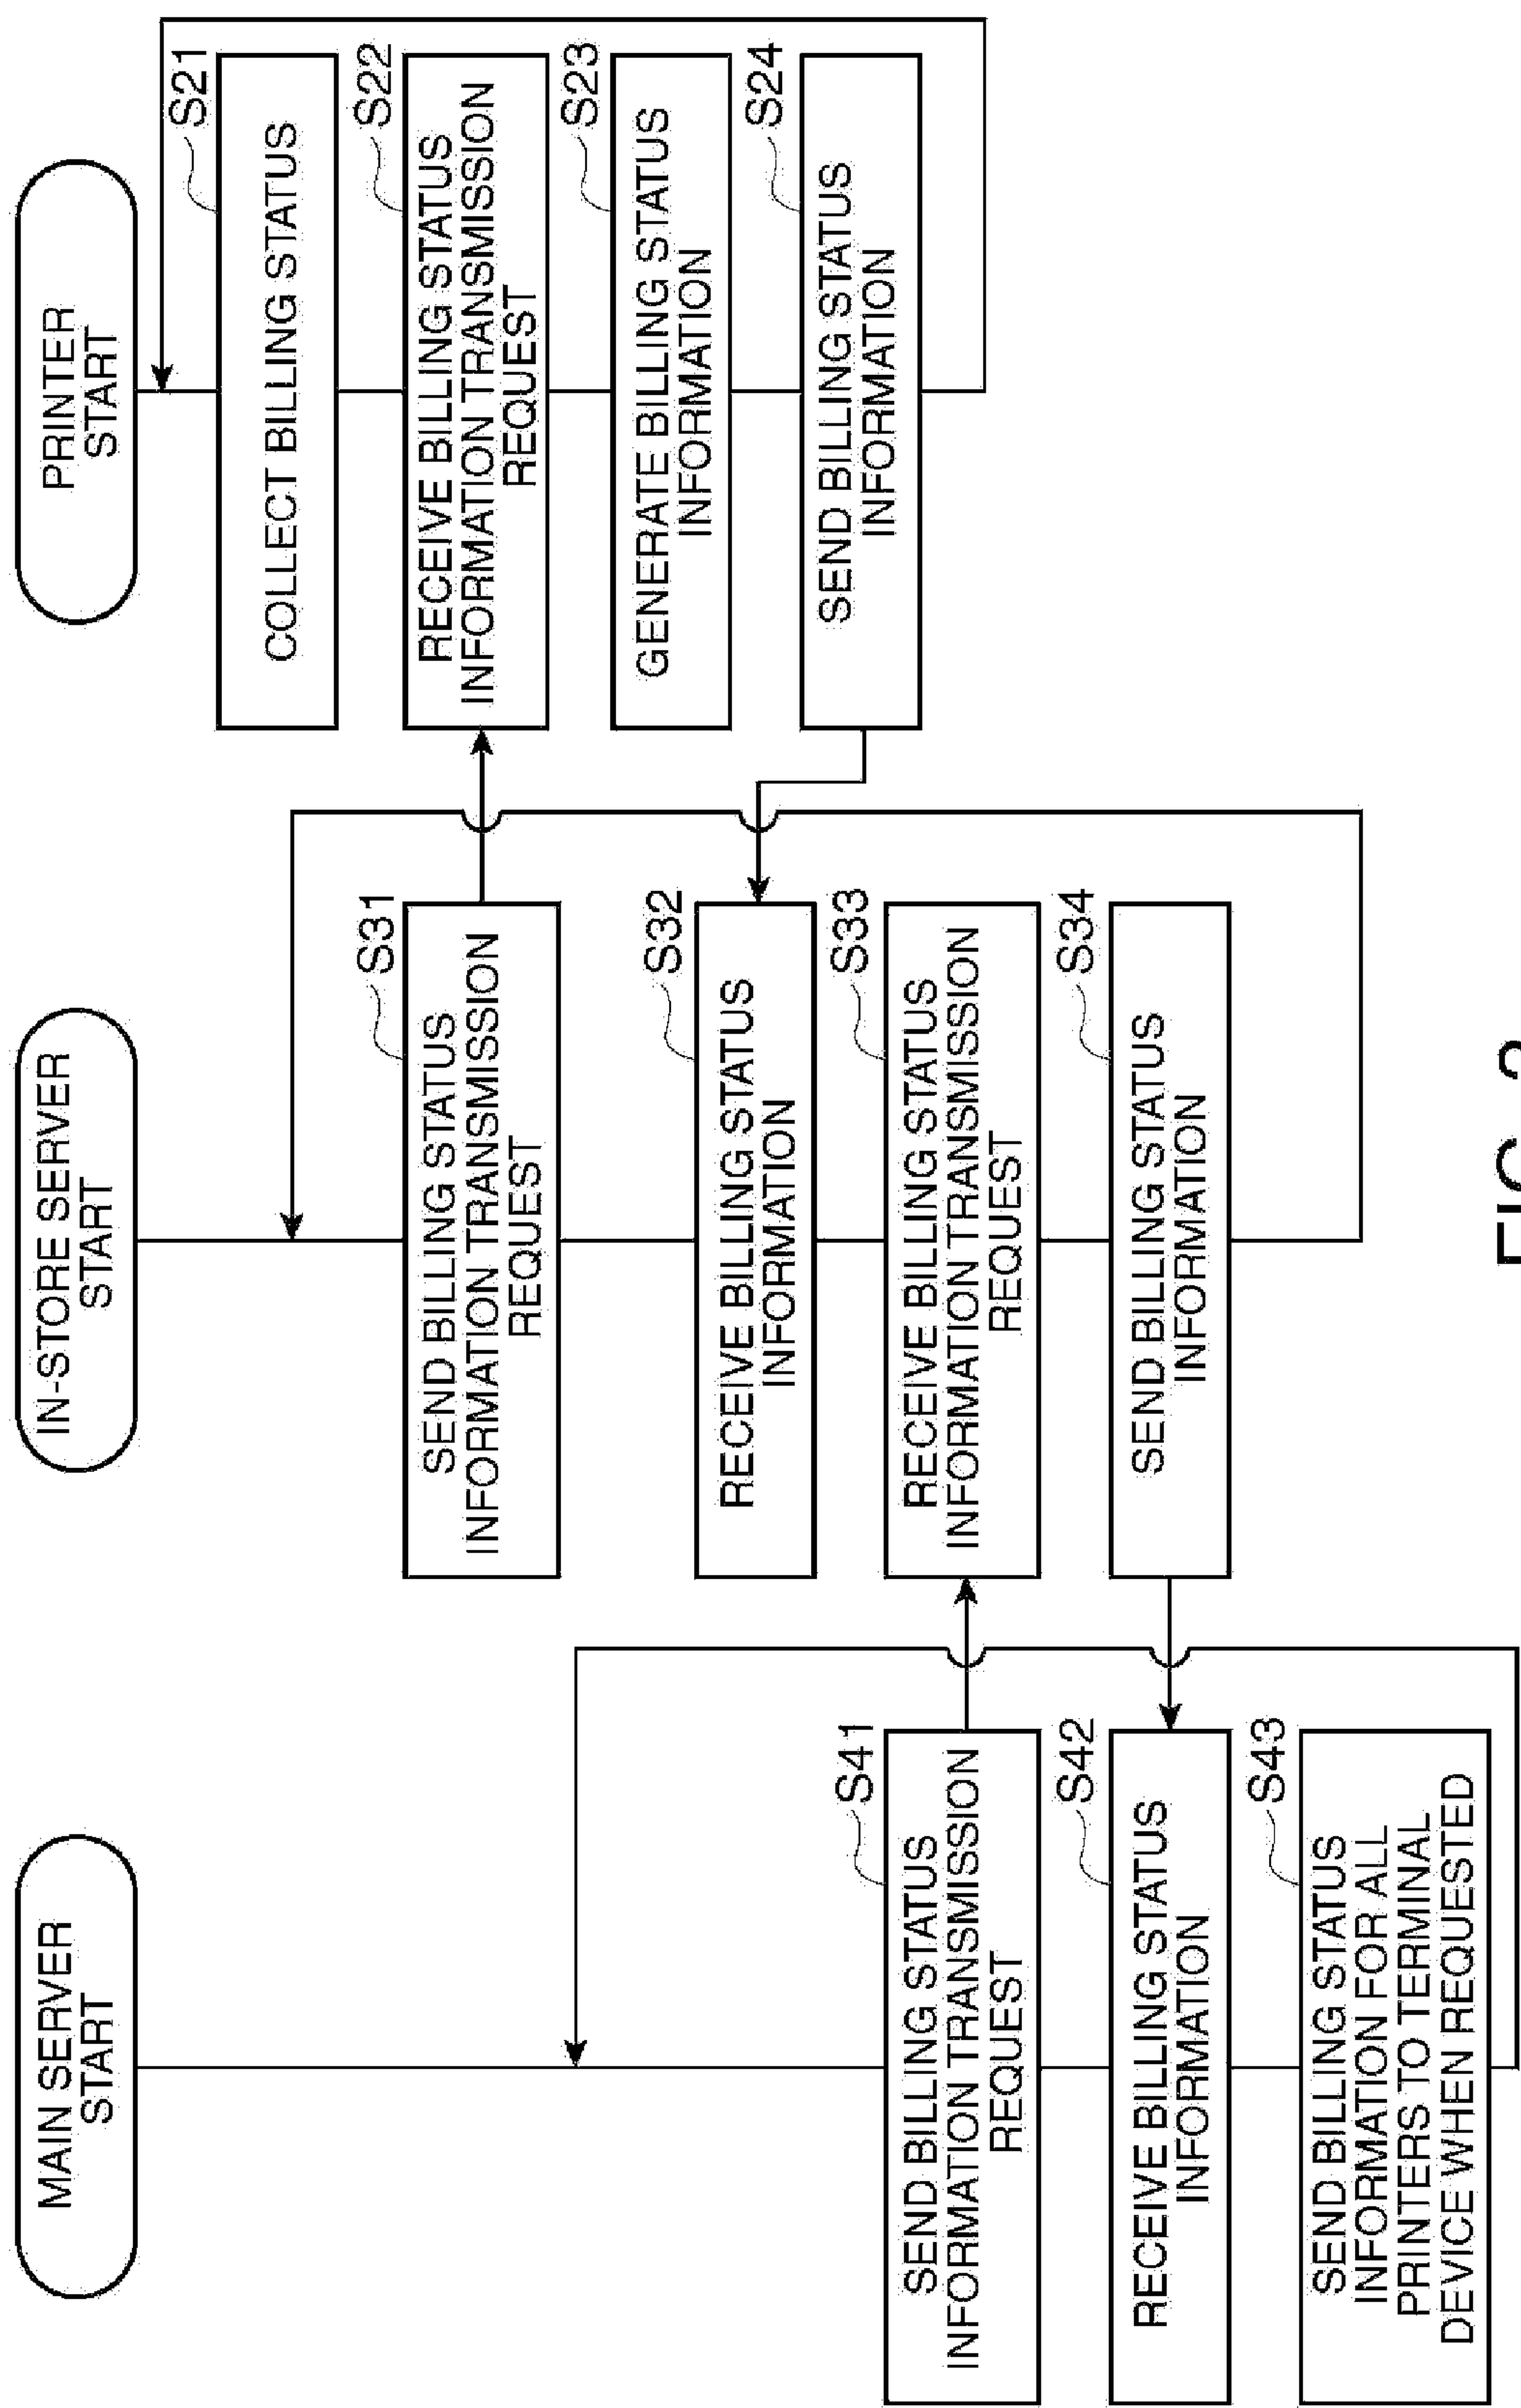 MAIN SERVER
START
S41
SEND BILLING STATUS
INFORMATION TRANSMISSION
REQUEST
S42
RECEIVE BILLING STATUS
INFORMATION
S43
SEND BILLING STATUS
INFORMATION FOR ALL
PRINTERS TO TERMINAL
DEVICE WHEN REQUESTED
IN-STORE SERVER
START
S31
SEND BILLING STATUS
INFORMATION TRANSMISSION
REQUEST
S32
RECEIVE BILLING STATUS
INFORMATION
S33
RECEIVE BILLING STATUS
INFORMATION TRANSMISSION
REQUEST
S34
SEND BILLING STATUS
INFORMATION
PRINTER
START
S21
COLLECT BILLING STATUS
S22
RECEIVE BILLING STATUS
INFORMATION TRANSMISSION
REQUEST
S23
GENERATE BILLING STATUS
INFORMATION
S24
SEND BILLING STATUS
INFORMATION